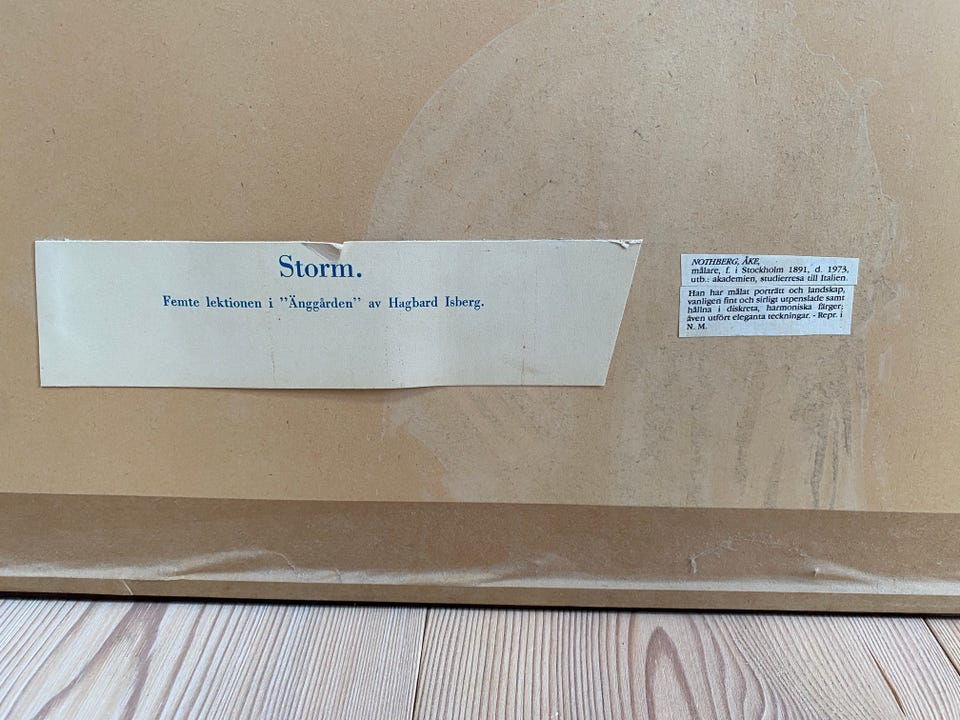 Storm.
Femte lektionen i ”Änggården” av Hagbard Isberg.
NOTHBERG, ÅKE,
målare, f. i Stockholm 1891, d. 1973,
utb.: akademien, studierresa till Italien.
Han har målat porträtt och landskap,
vanligen fint och sirligt utpenslade samt
hållna i diskreta, harmoniska färger;
även utfört eleganta teckningar. - Repr. i
N. M.